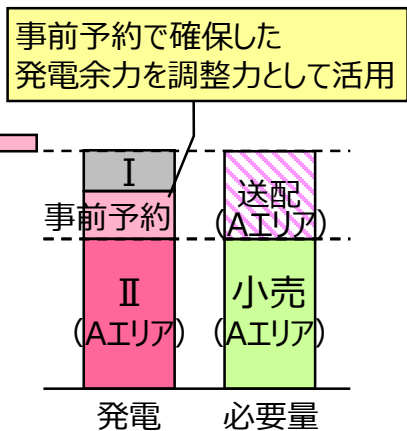 事前予約で確保した
発電余力を調整力として活用
Ⅰ
事前予約
送配
(Aエリア)
Ⅱ
(Aエリア)
小売
(Aエリア)
発電
必要量